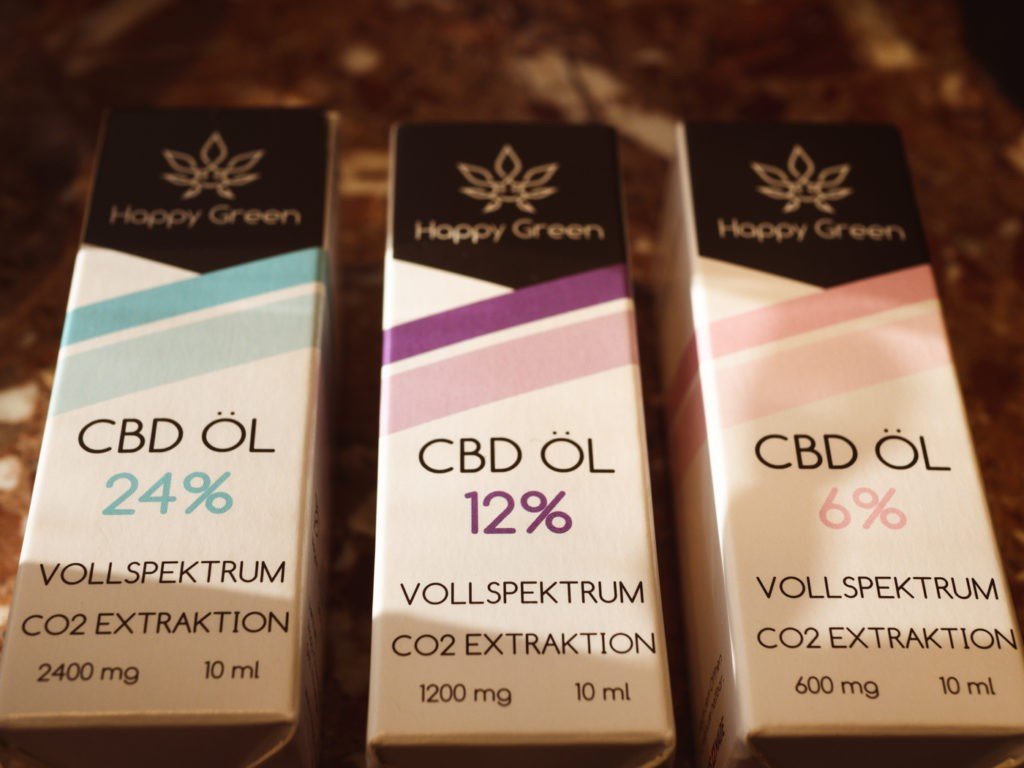 Happy Green
CBD ÖL
24%
VOLLSPEKTRUM
CO2 EXTRAKTION
2400 mg 10 ml
Happy Green
CBD ÖL
12%
VOLLSPEKTRUM
CO2 EXTRAKTION
1200 mg 10 ml
Happy Green
CBD ÖL
6%
VOLLSPEKTRUM
CO2 EXTRAKTION
600 mg 10 ml